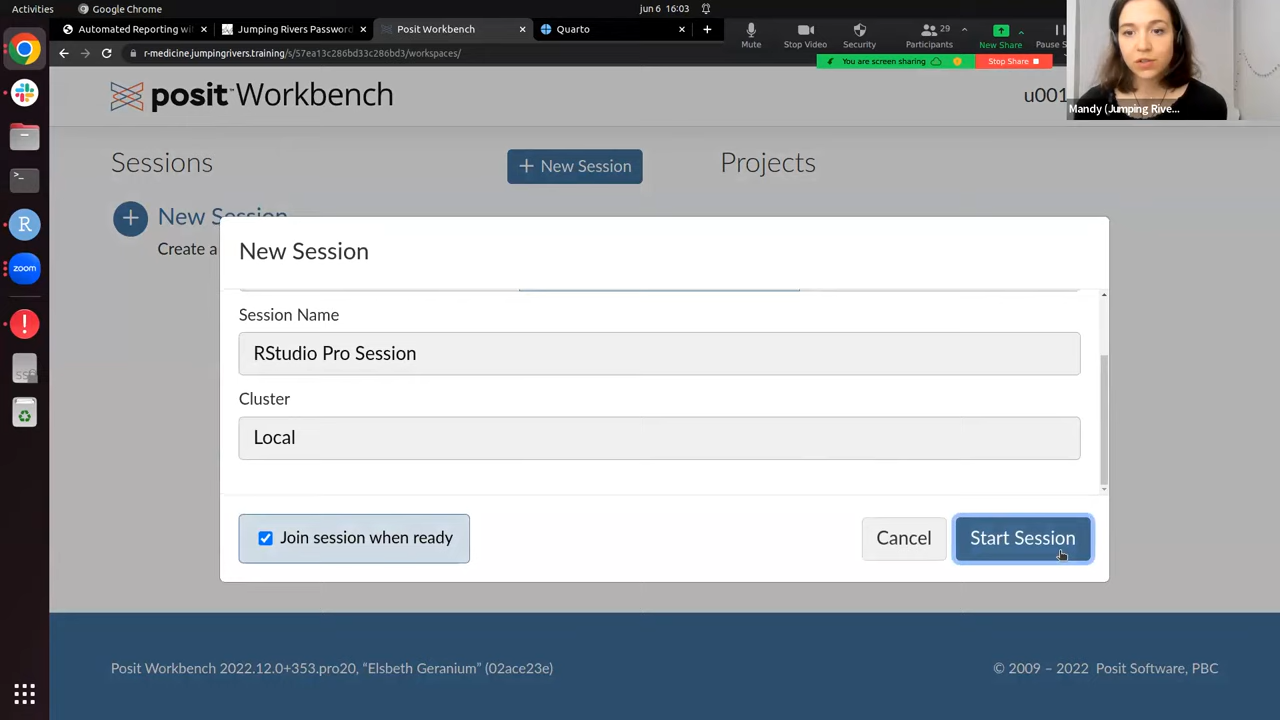 Activities
Google Chrome
jun 6 16:03
Automated Reporting wit
Jumping Rivers Password
Posit Workbench
Quarto
r-medicine.jumpingrivers.training/s/57ea13c286bd33c286bd3/workspaces/
Mute
Stop Video
Security
Participants
29
New Share
Pause S
You are screen sharing
Stop Share
Mandy (Jumping Rive...
posit Workbench
u001
Sessions
New Session
Projects
New Session
Create a
New Session
Session Name
RStudio Pro Session
Cluster
Local
Join session when ready
Cancel
Start Session
zoom
Posit Workbench 2022.12.0+353.pro20, “Elsbeth Geranium” (02ace23e)
© 2009 – 2022 Posit Software, PBC